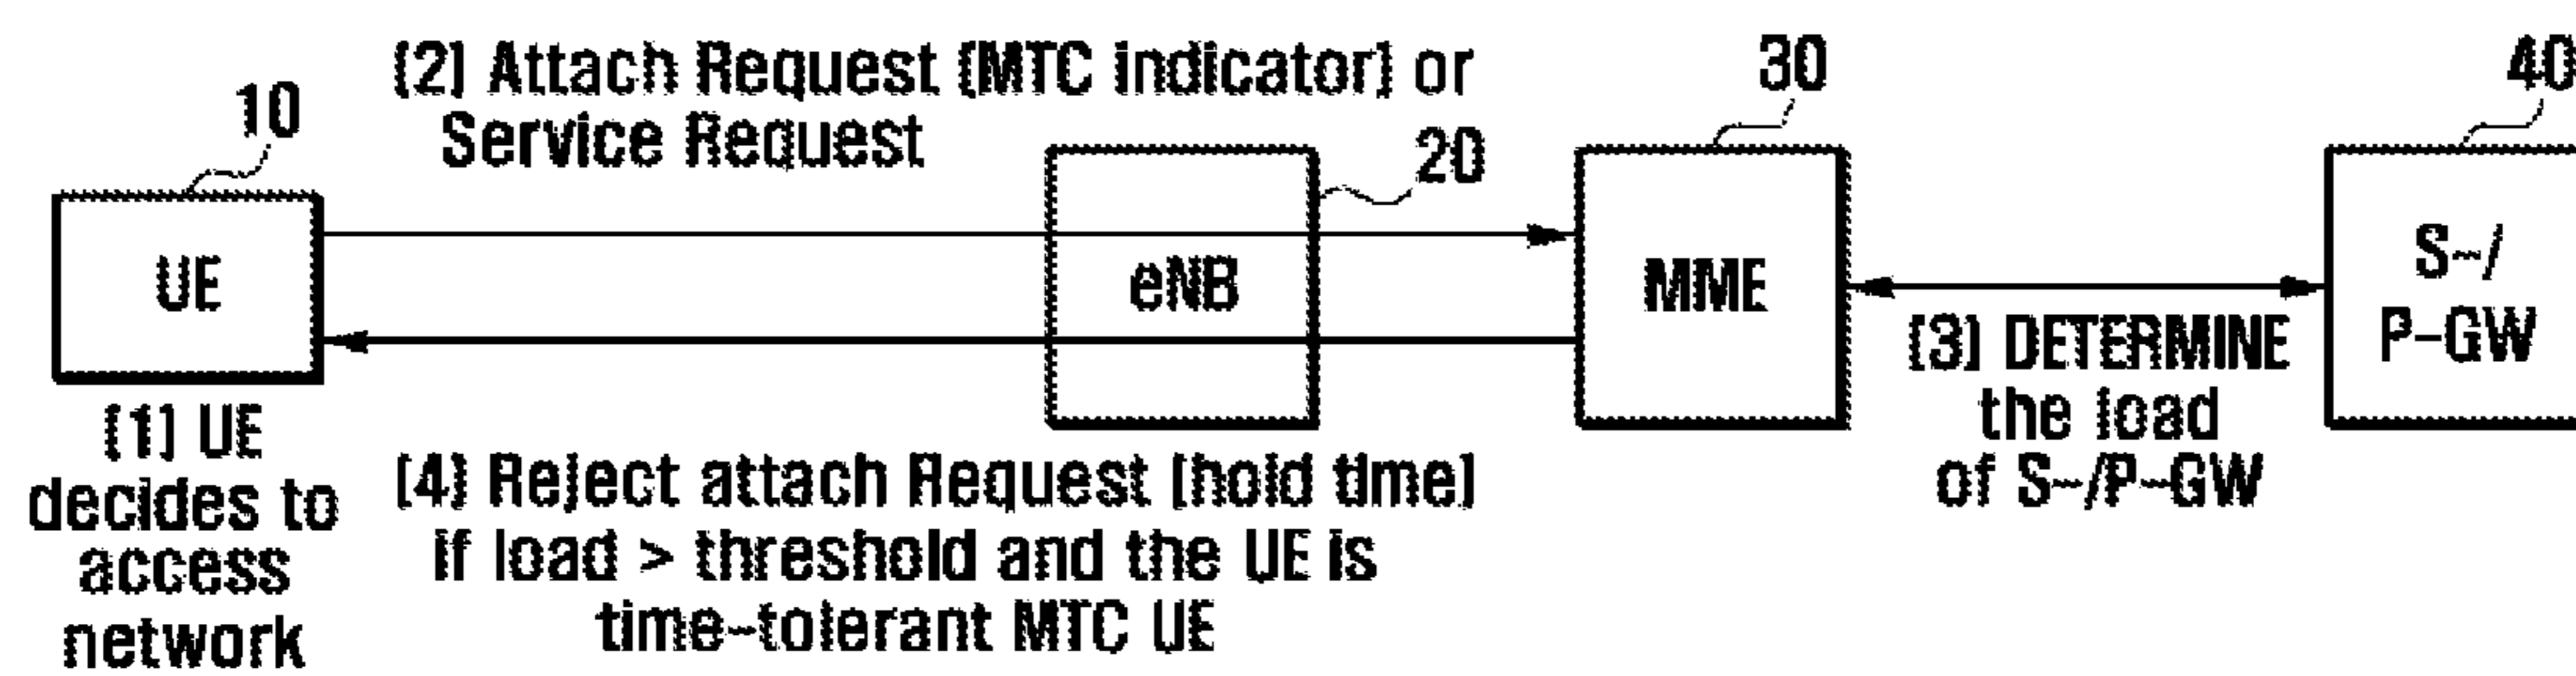 (2) Attach Request (MTC indicator) or
Service Request
10
20
30
40
UE
eNB
MME
S-/
P-GW
(1) UE
decides to
access
network
(3) DETERMINE
the load
of S-/P-GW
(4) Reject attach Request (hold time)
if load > threshold and the UE is
time-tolerant MTC UE